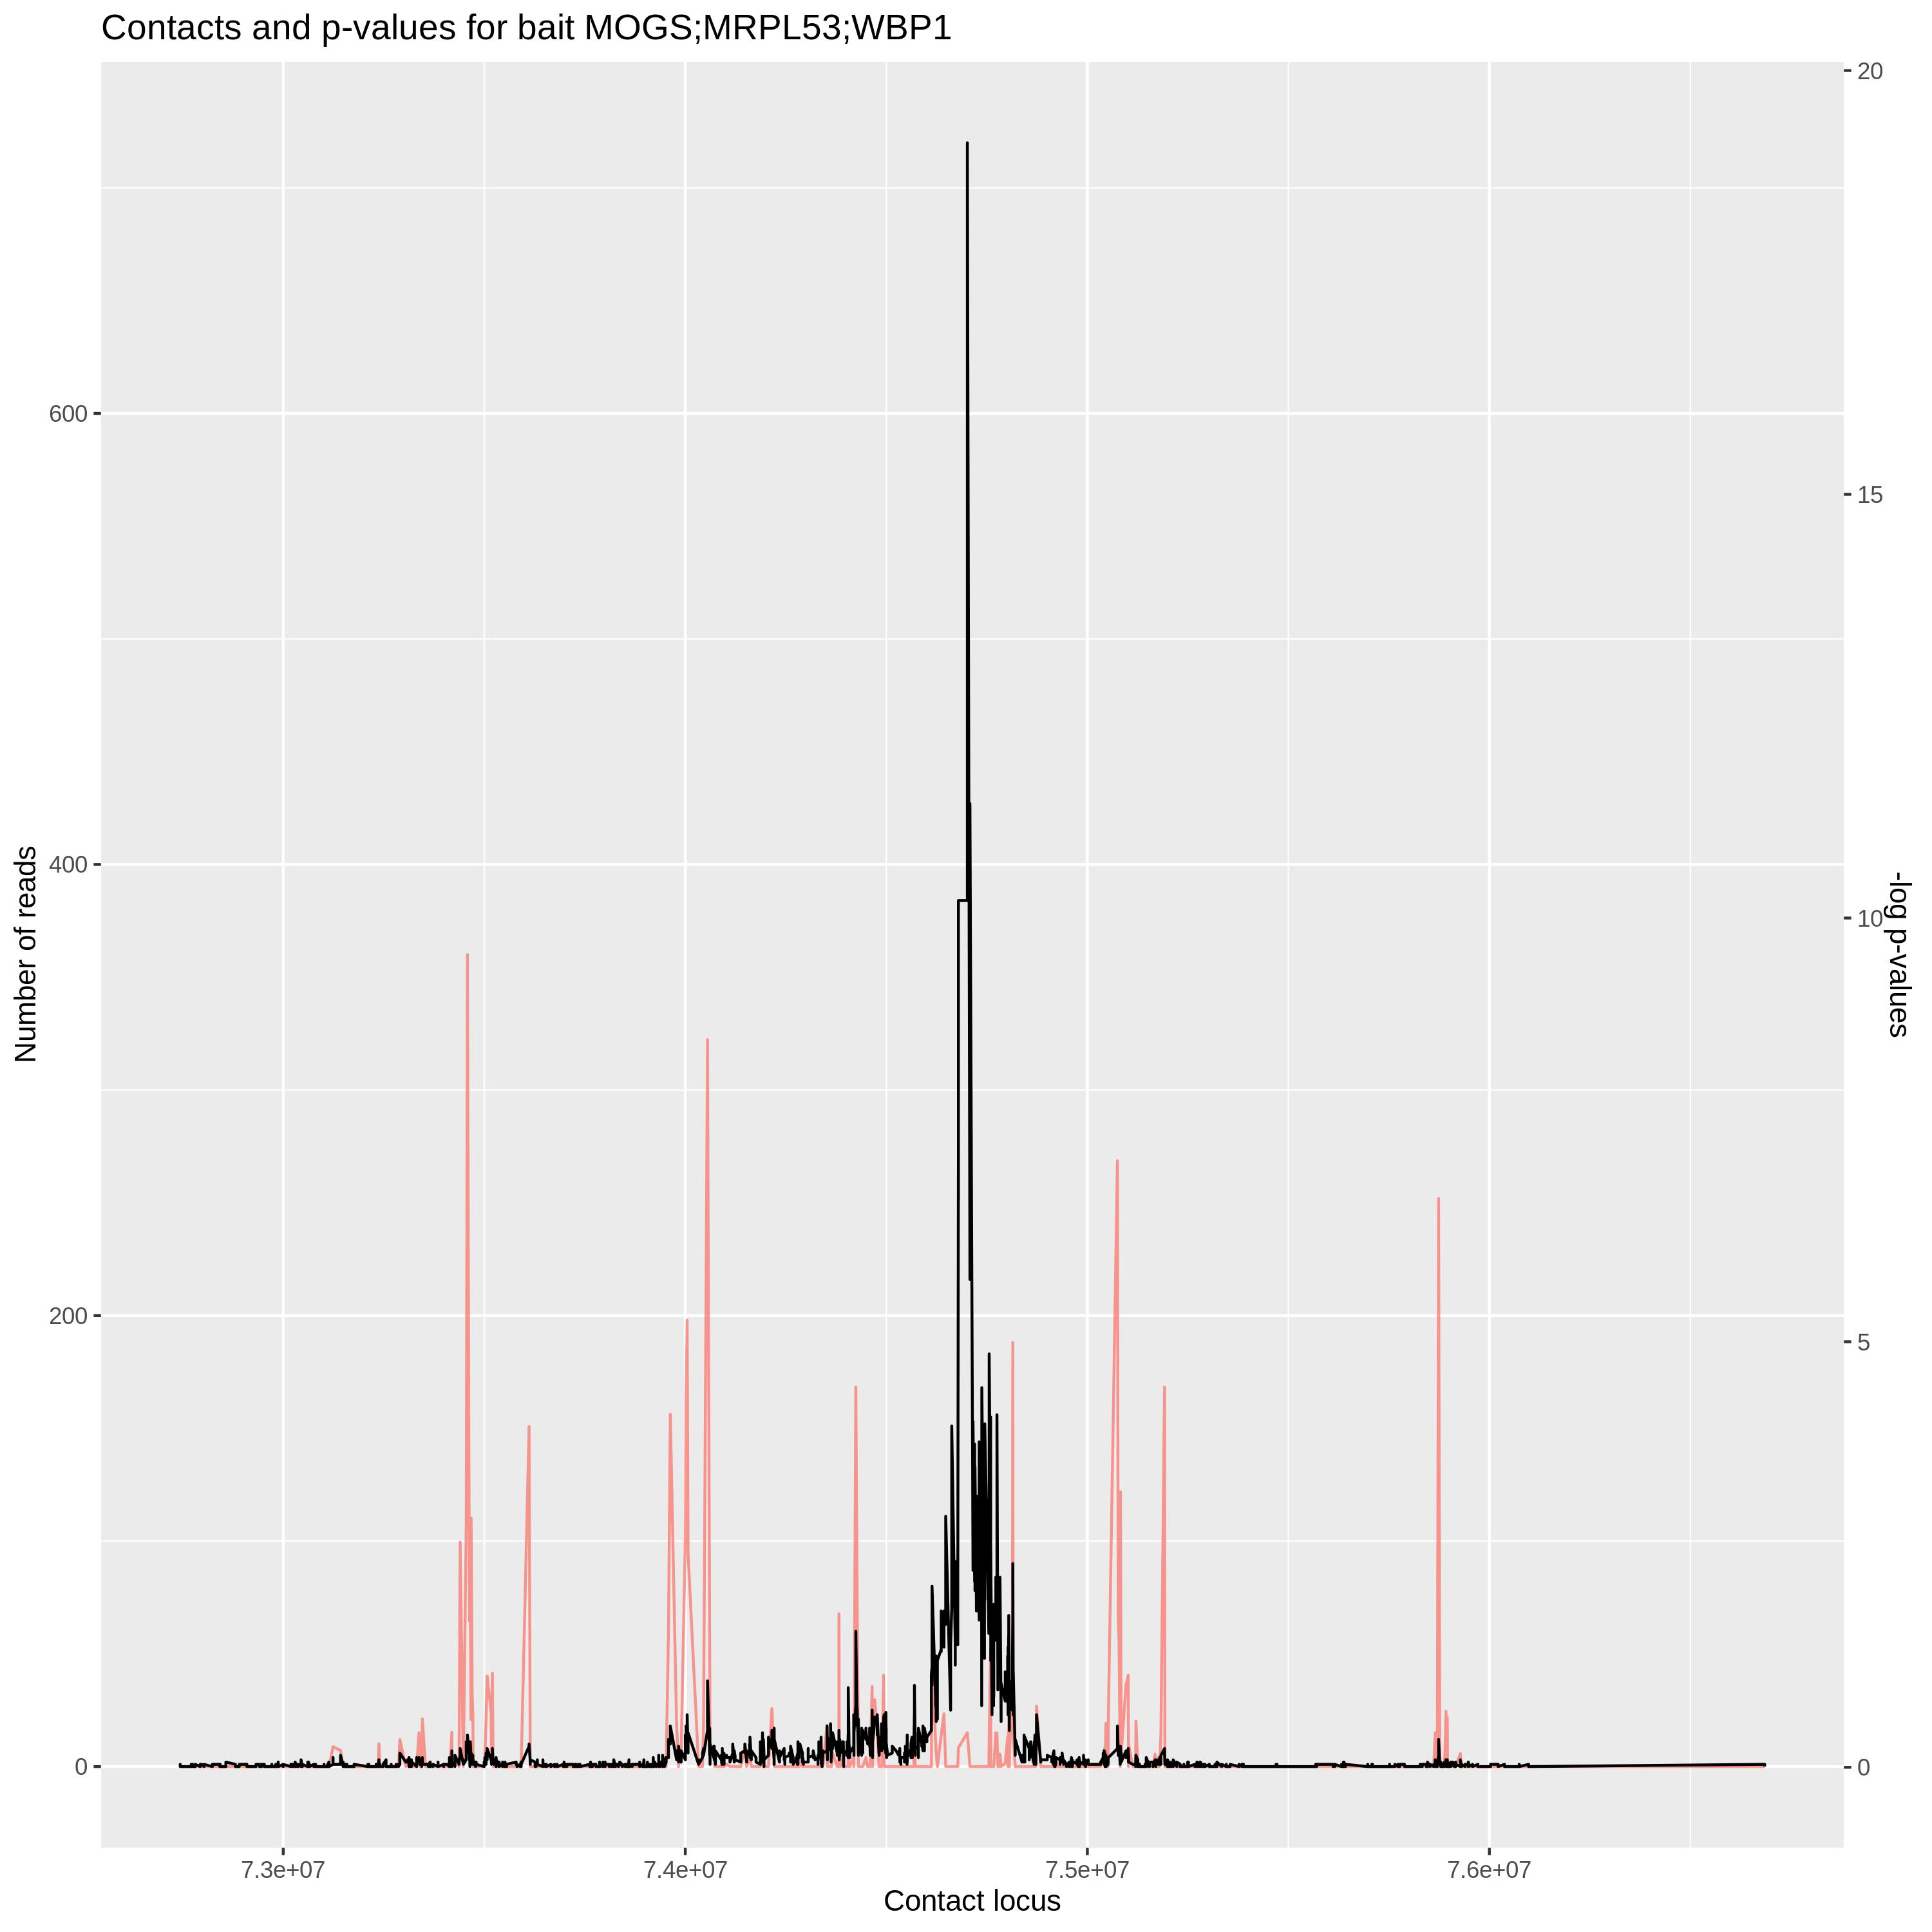 Contacts and p-values for bait MOGS;MRPL53;WBP1
20
15
10
5
0
600
400
200
0
Number of reads
-log p-values
7.3e+07
7.4e+07
7.5e+07
7.6e+07
Contact locus